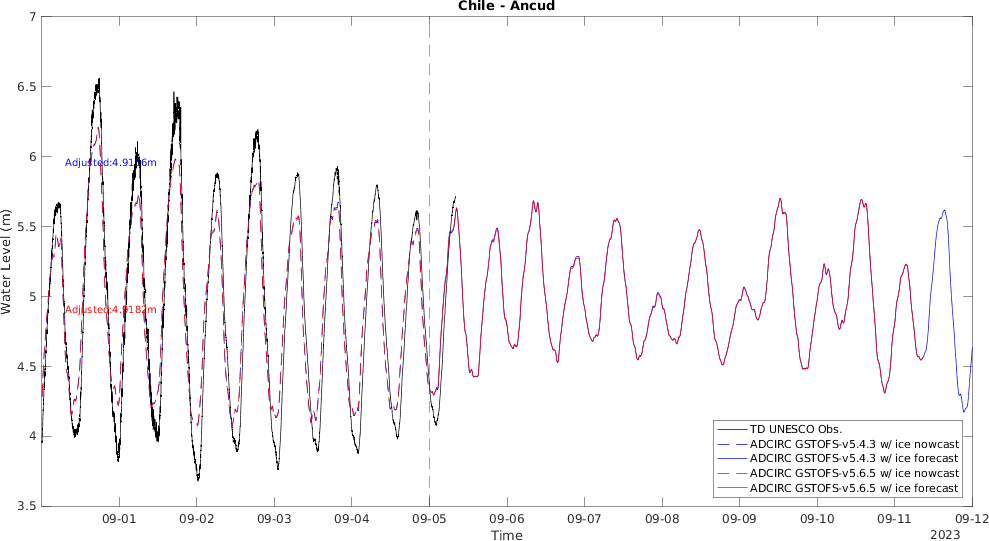 Chile - Ancud
7
6.5
6
5.5
5
4.5
4
3.5
Water Level (m)
Adjusted:4.9182m
TD UNESCO Obs.
ADCIRC GSTOFS-v5.4.3 w/ ice nowcast
ADCIRC GSTOFS-v5.4.3 w/ ice forecast
ADCIRC GSTOFS-v5.6.5 w/ ice nowcast
ADCIRC GSTOFS-v5.6.5 w/ ice forecast
09-01 09-02 09-03 09-04 09-05 09-06 09-07 09-08 09-09 09-10 09-11 09-12
Time
2023